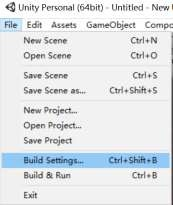 Unity Personal (64bit) - Untitled - New
File Edit Assets GameObject Compo
New Scene Ctrl+N
Open Scene Ctrl+O
Save Scene Ctrl+S
Save Scene as... Ctrl+Shift+S
New Project...
Open Project...
Save Project
Build Settings... Ctrl+Shift+B
Build & Run Ctrl+B
Exit